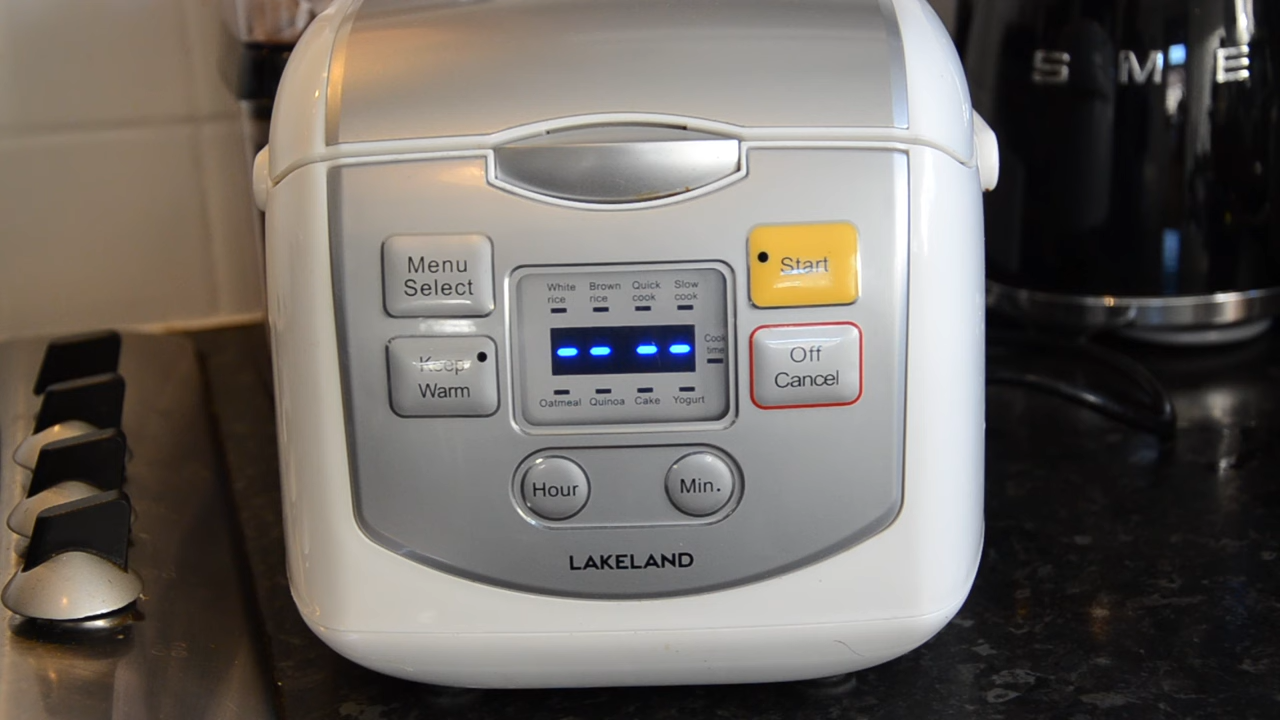 SME
Menu
Select
Start
White
rice
Brown
rice
Quick
cook
Slow
cook
Cook
time
Keep
Warm
Off
Cancel
Oatmeal
Quinoa
Cake
Yogurt
Hour
Min.
LAKELAND